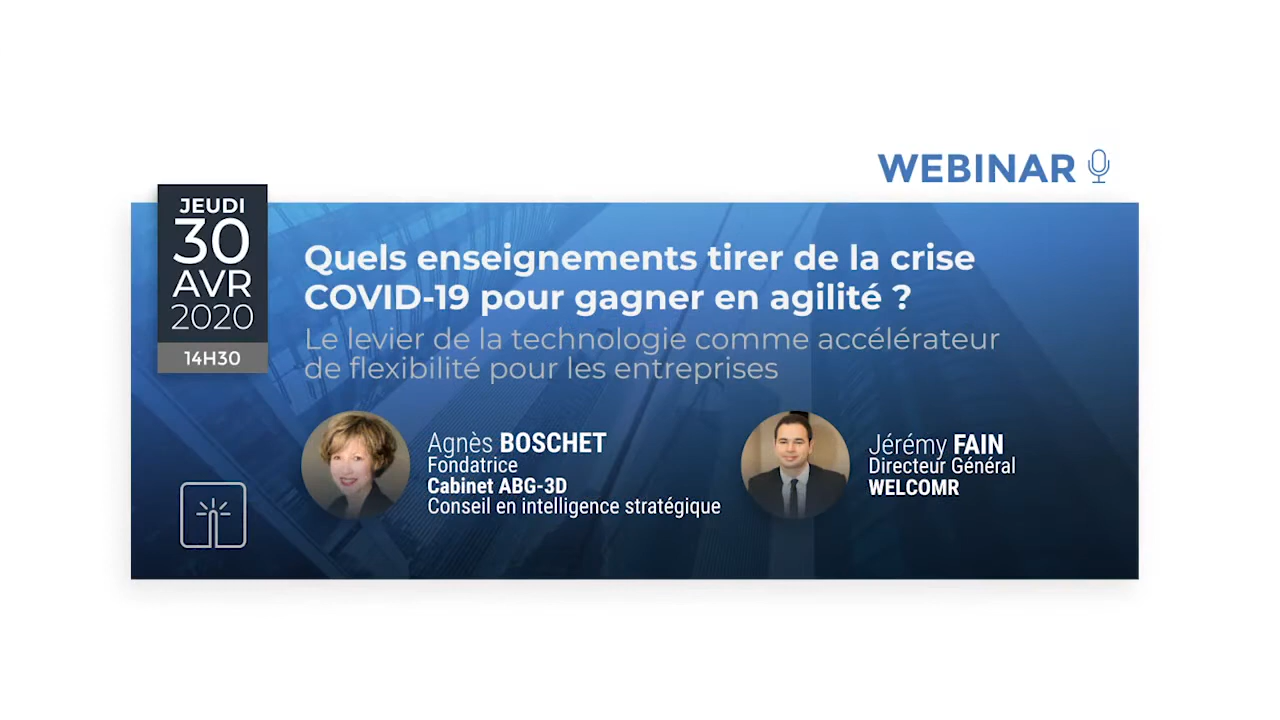 WEBINAR
JEUDI
30
AVR
2020
14H30
Quels enseignements tirer de la crise
COVID-19 pour gagner en agilité ?
Le levier de la technologie comme accélérateur
de flexibilité pour les entreprises
Agnès BOSCHET
Fondatrice
Cabinet ABG-3D
Conseil en intelligence stratégique
Jérémy FAIN
Directeur Général
WELCOMR